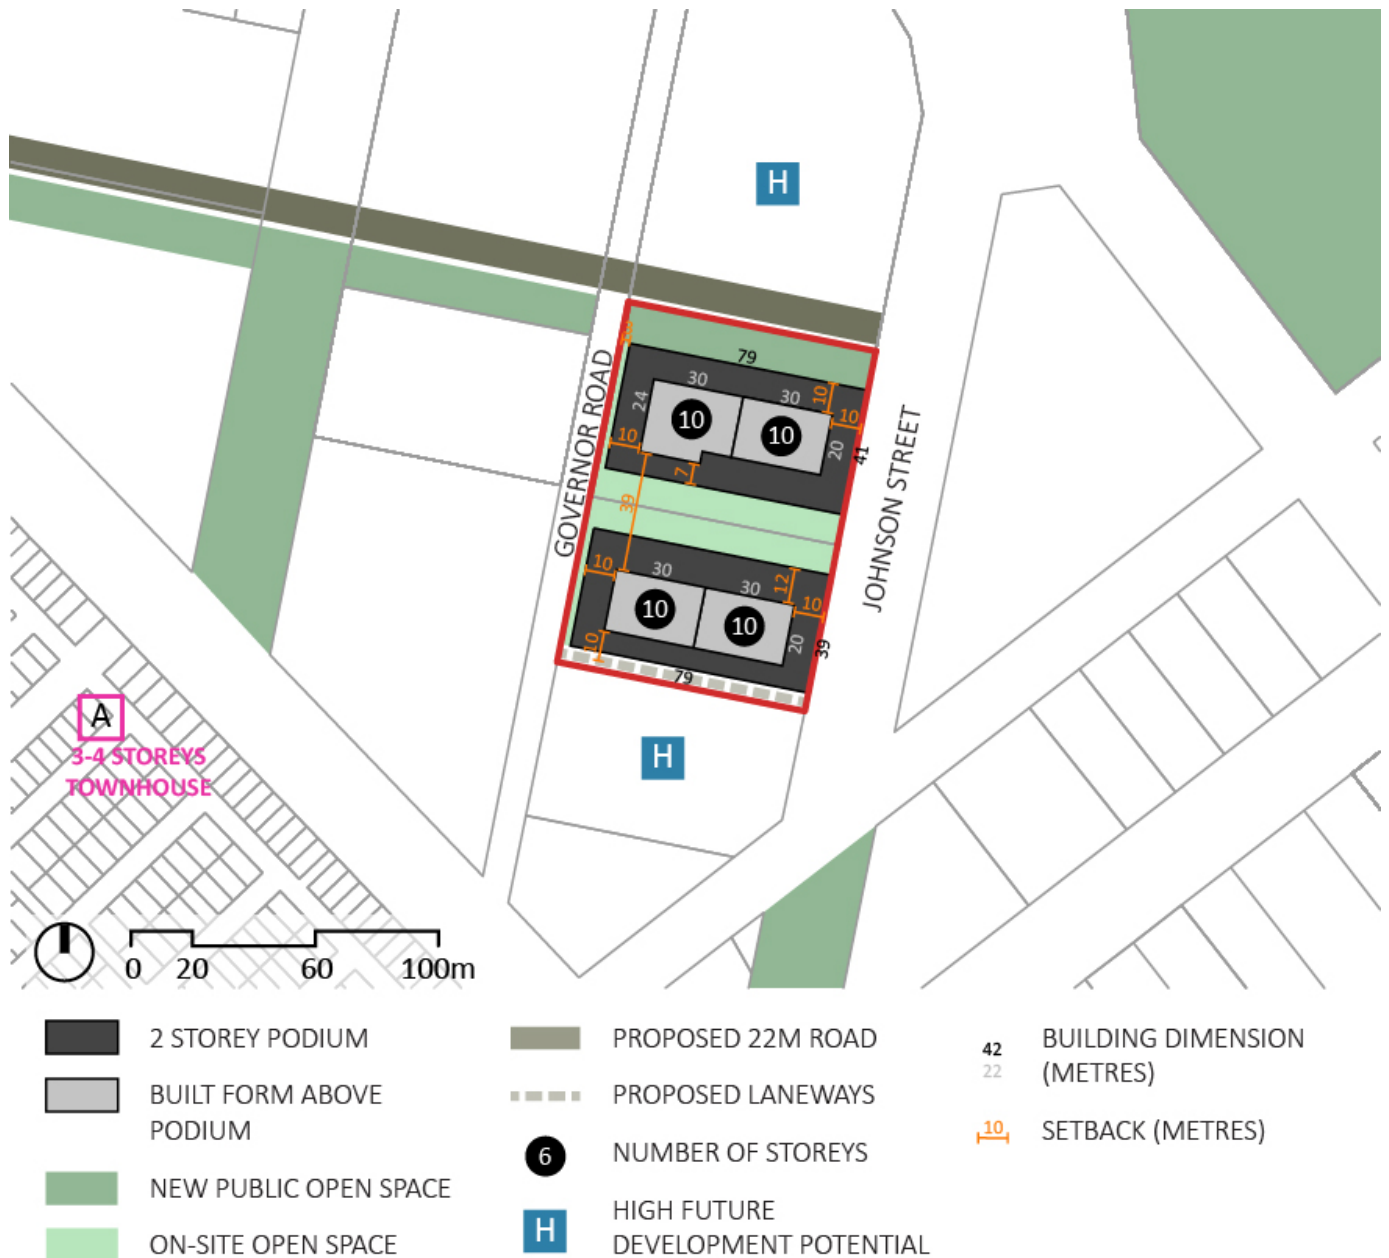 H
79
30
30
10
24
10
10
10
10
20
41
7
GOVERNOR ROAD
39
JOHNSON STREET
10
30
12
30
10
10
10
10
20
39
79
A
3-4 STOREYS
TOWNHOUSE
H
0 20 60 100m
2 STOREY PODIUM
BUILT FORM ABOVE
PODIUM
NEW PUBLIC OPEN SPACE
ON-SITE OPEN SPACE
PROPOSED 22M ROAD
PROPOSED LANEWAYS
6
NUMBER OF STOREYS
H
HIGH FUTURE
DEVELOPMENT POTENTIAL
42
22
BUILDING DIMENSION
(METRES)
10
SETBACK (METRES)